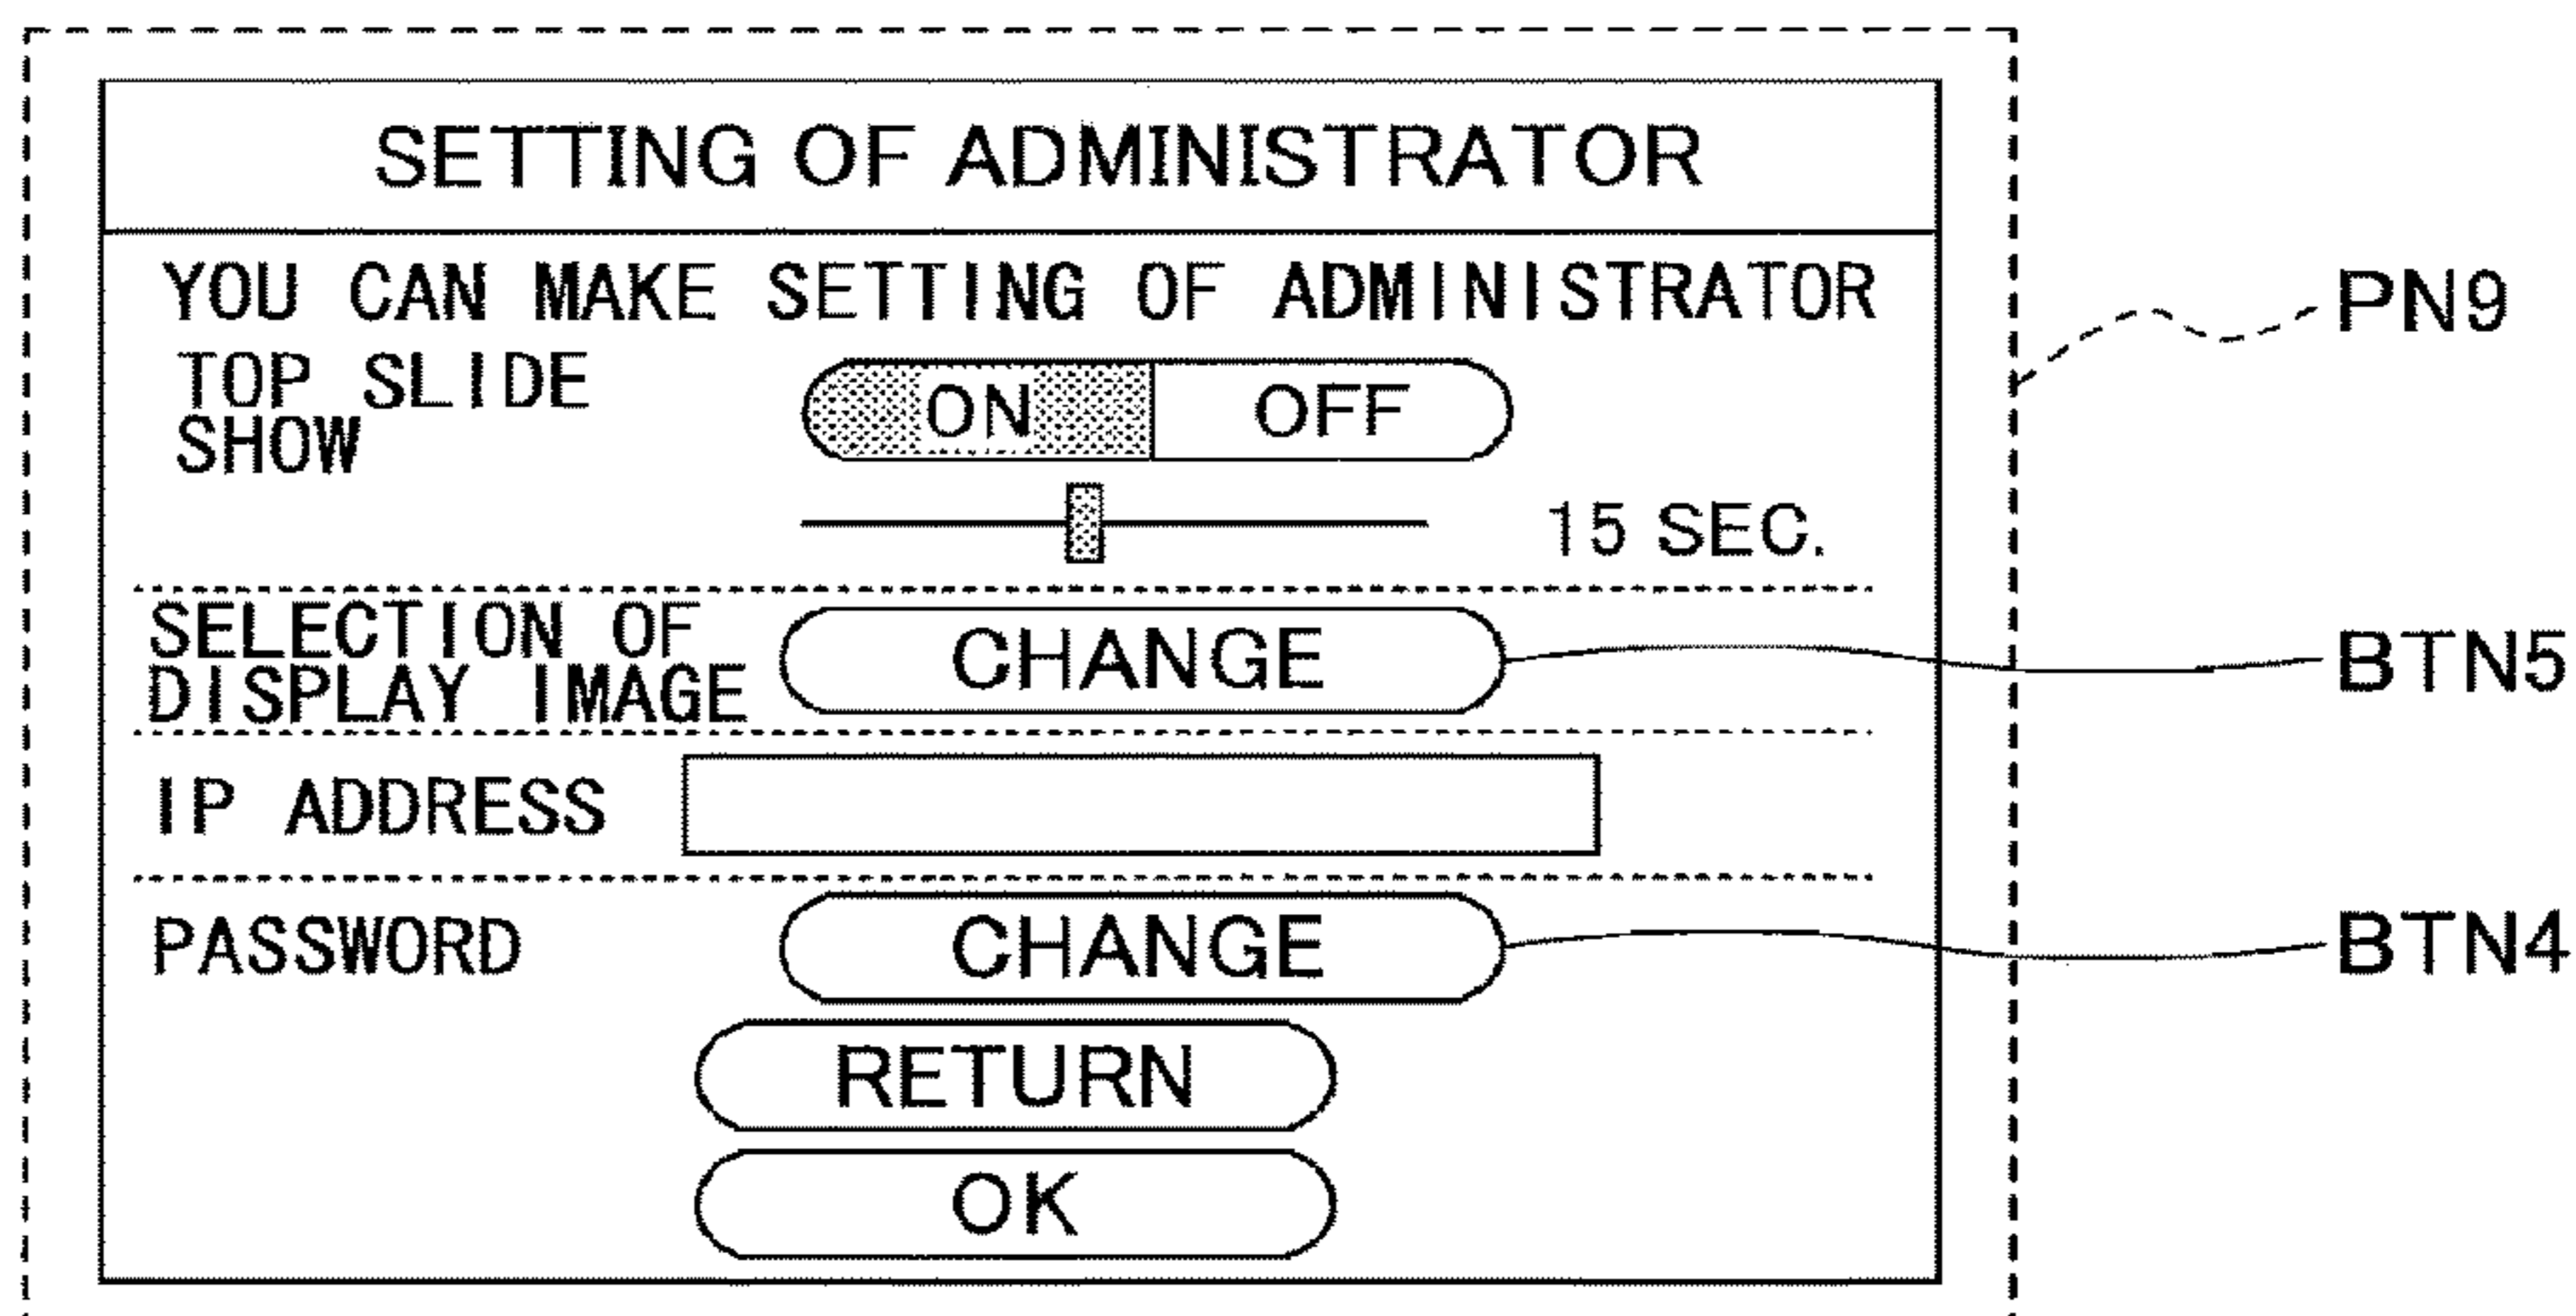 SETTING OF ADMINISTRATOR
YOU CAN MAKE SETTING OF ADMINISTRATOR
PN9
TOP SLIDE
SHOW
ON OFF
15 SEC.
SELECTION OF
DISPLAY IMAGE
CHANGE
BTN5
IP ADDRESS
PASSWORD CHANGE
BTN4
RETURN
OK